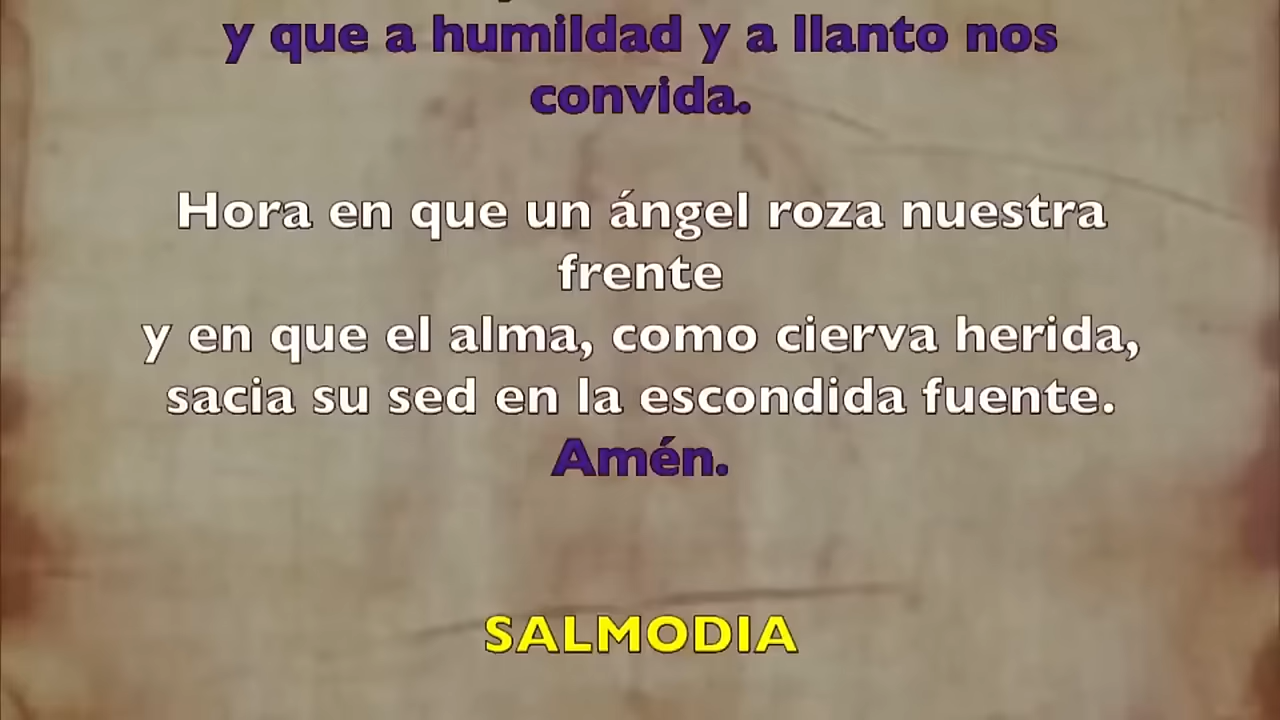 y que a humildad y a llanto nos
convida.
Hora en que un ángel roza nuestra
frente
y en que el alma, como cierva herida,
sacia su sed en la escondida fuente.
Amén.
SALMODIA